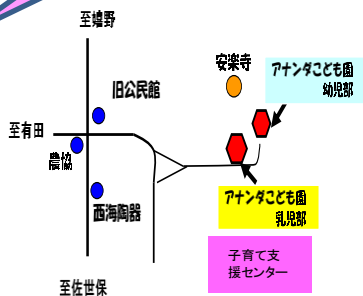 至嬉野
安楽寺
アナンダこども園
幼児部
旧公民館
至有田
農協
アナンダこども園
乳児部
西海陶器
子育て支
援センター
至佐世保